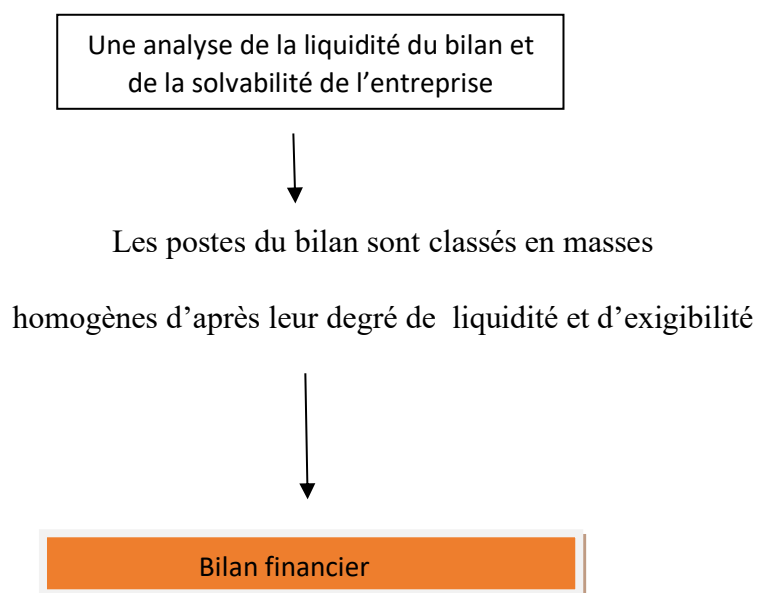 Une analyse de la liquidité du bilan et
de la solvabilité de l'entreprise
Les postes du bilan sont classés en masses
homogènes d'après leur degré de liquidité et d'exigibilité
Bilan financier